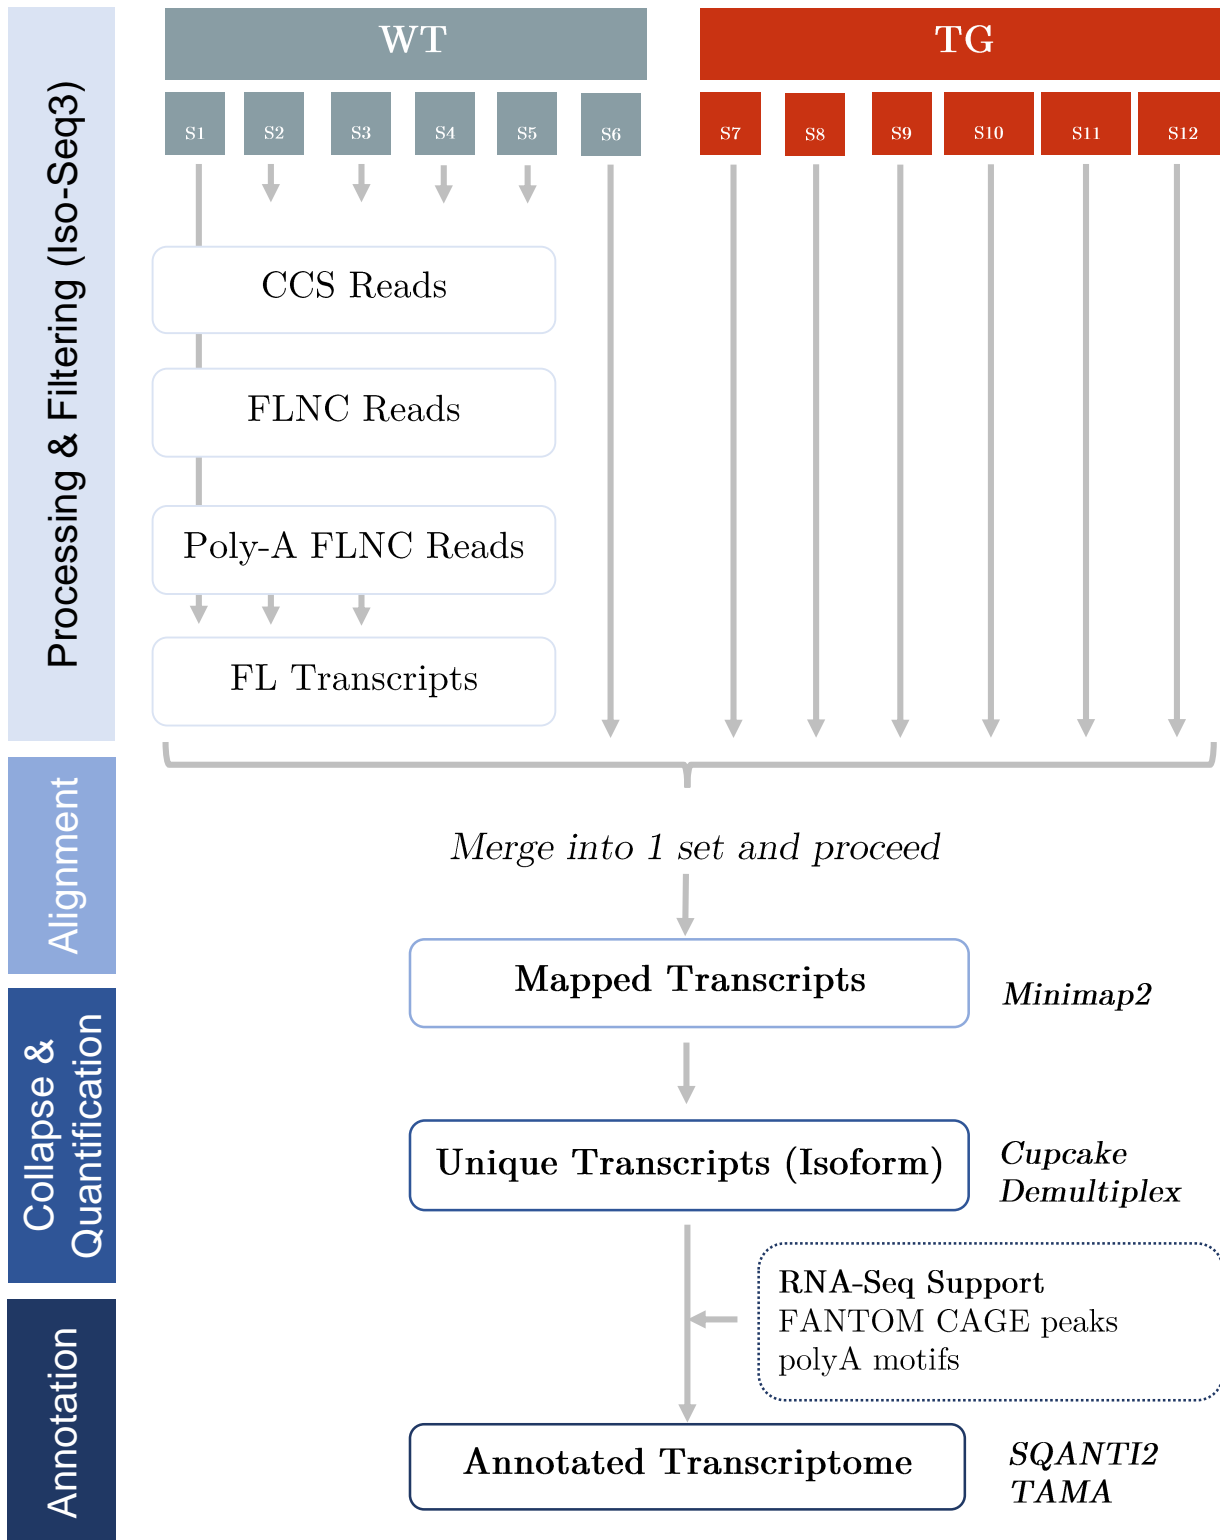 WT
TG
S1
S2
S3
S4
S5
S6
S7
S8
S9
S10
S11
S12
Processing & Filtering (Iso-Seq3)
CCS Reads
FLNC Reads
Poly-A FLNC Reads
FL Transcripts
Alignment
Merge into 1 set and proceed
Mapped Transcripts
Minimap2
Collapse &
Quantification
Unique Transcripts (Isoform)
Cupcake
Demultiplex
RNA-Seq Support
FANTOM CAGE peaks
polyA motifs
Annotation
Annotated Transcriptome
SQANTI2
TAMA